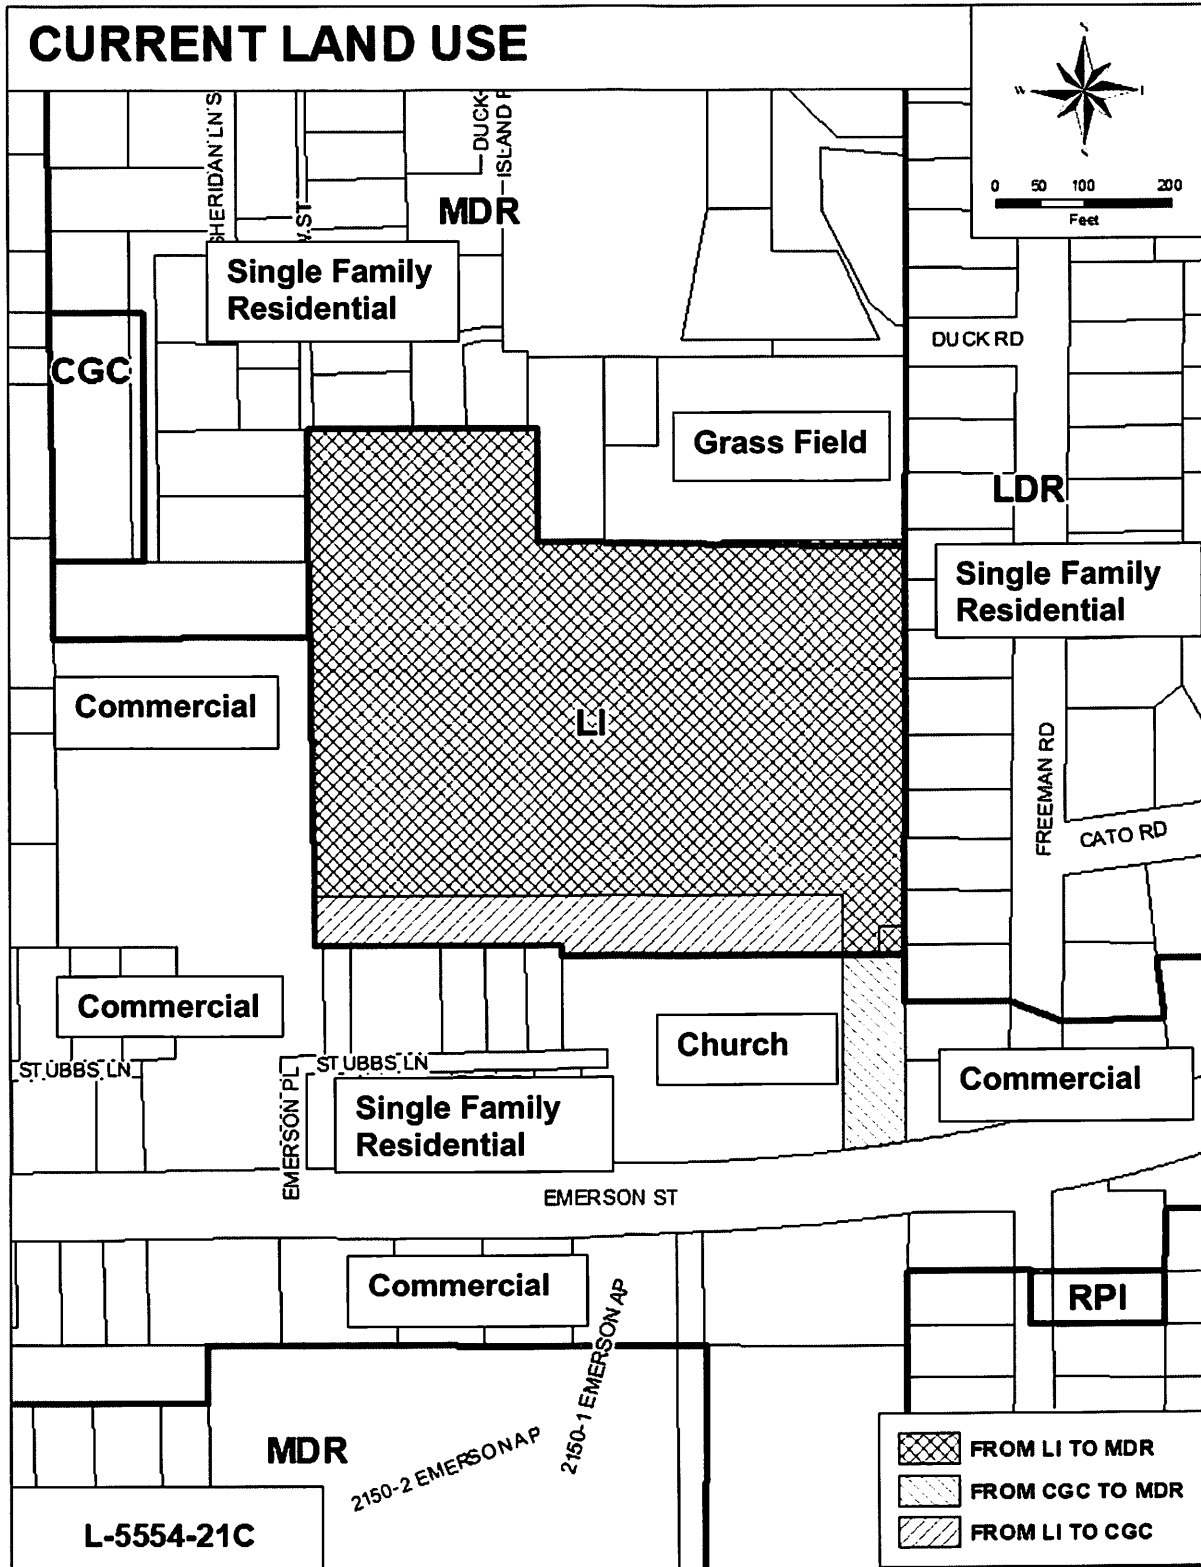 CURRENT LAND USE
W
0 50 100 200
Feet
SHERIDAN LN S
DUCK
ISLAND
MDR
Single Family
Residential
CGC
DUCK RD
Grass Field
LDR
Single Family
Residential
Commercial
LI
FREEMAN RD
CATO RD
Commercial
Church
Commercial
STUBBS LN
STUBBS LN
EMERSON PL
Single Family
Residential
EMERSON ST
Commercial
RPI
2150-1 EMERSON AP
2150-2 EMERSON AP
MDR
FROM LI TO MDR
FROM CGC TO MDR
FROM LI TO CGC
L-5554-21C